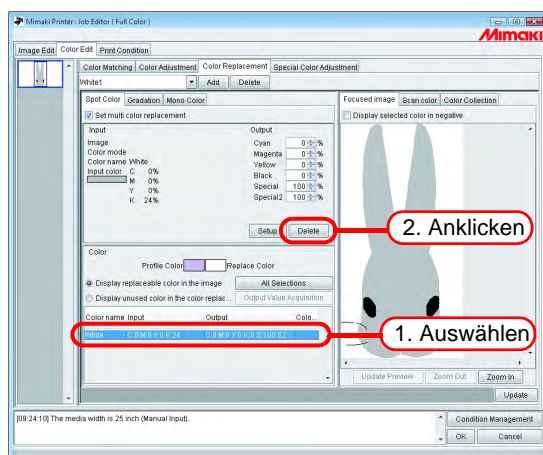 Mimaki Printer : Job Editor ( Full Color )
Mimaki
Image Edit Color Edit Print Condition
Color Matching Color Adjustment Color Replacement Special Color Adjustment
White1 Add Delete
Spot Color Gradation Mono Color
Focused image Scan color Color Collection
Set multi color replacement
Display selected color in negative
Input Output
Image Cyan 0 %
Color mode Magenta 0 %
Color name White Yellow 0 %
Input color C 0% Black 0 %
M 0% Special 100 %
Y 0% Special2 100 %
K 24%
Setup Delete
2. Anklicken
Color
Profile Color Replace Color
Display replaceable color in the image All Selections
Display unused color in the color replac... Output Value Acquisition
Color name Input Output Colo...
White C:0 M:0 Y:0 K:24 C:0 M:0 Y:0 K:0 S:100 S2...
1. Auswählen
Update Preview Zoom Out Zoom In
Update
[09:24:10] The media width is 25 inch (Manual Input).
Condition Management
OK Cancel